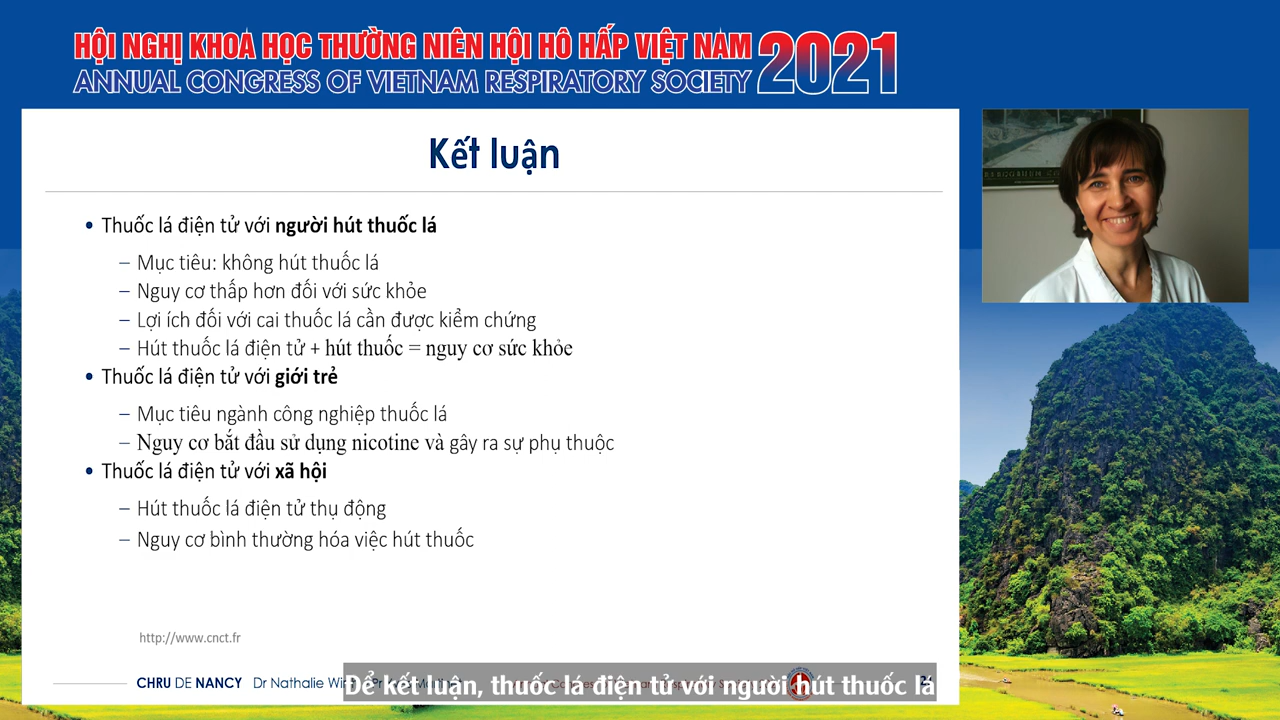 HỘI NGHỊ KHOA HỌC THƯỜNG NIÊN HỘI HÔ HẤP VIỆT NAM 2021
ANNUAL CONGRESS OF VIETNAM RESPIRATORY SOCIETY
Kết luận
• Thuốc lá điện tử với người hút thuốc lá
– Mục tiêu: không hút thuốc lá
– Nguy cơ thấp hơn đối với sức khỏe
– Lợi ích đối với cai thuốc lá cần được kiểm chứng
– Hút thuốc lá điện tử + hút thuốc = nguy cơ sức khỏe
• Thuốc lá điện tử với giới trẻ
– Mục tiêu ngành công nghiệp thuốc lá
– Nguy cơ bắt đầu sử dụng nicotine và gây ra sự phụ thuộc
• Thuốc lá điện tử với xã hội
– Hút thuốc lá điện tử thụ động
– Nguy cơ bình thường hóa việc hút thuốc
http://www.cnct.fr
CHRU DE NANCY Dr Nathalie
Để kết luận, thuốc lá điện tử với người hút thuốc lá